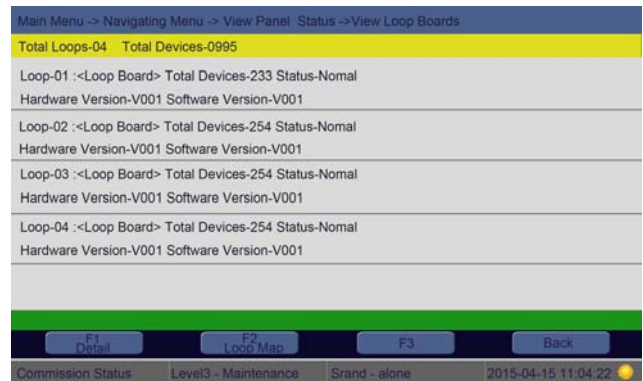 Main Menu -> Navigating Menu -> View Panel Status ->View Loop Boards
Total Loops-04 Total Devices-0995
Loop-01 :<Loop Board> Total Devices-233 Status-Nomal
Hardware Version-V001 Software Version-V001
Loop-02 :<Loop Board> Total Devices-254 Status-Nomal
Hardware Version-V001 Software Version-V001
Loop-03 :<Loop Board> Total Devices-254 Status-Nomal
Hardware Version-V001 Software Version-V001
Loop-04 :<Loop Board> Total Devices-254 Status-Nomal
Hardware Version-V001 Software Version-V001
F1 F2 F3 Back
Detail Loop Map
Commission Status Level3 - Maintenance Srand - alone 2015-04-15 11:04:22